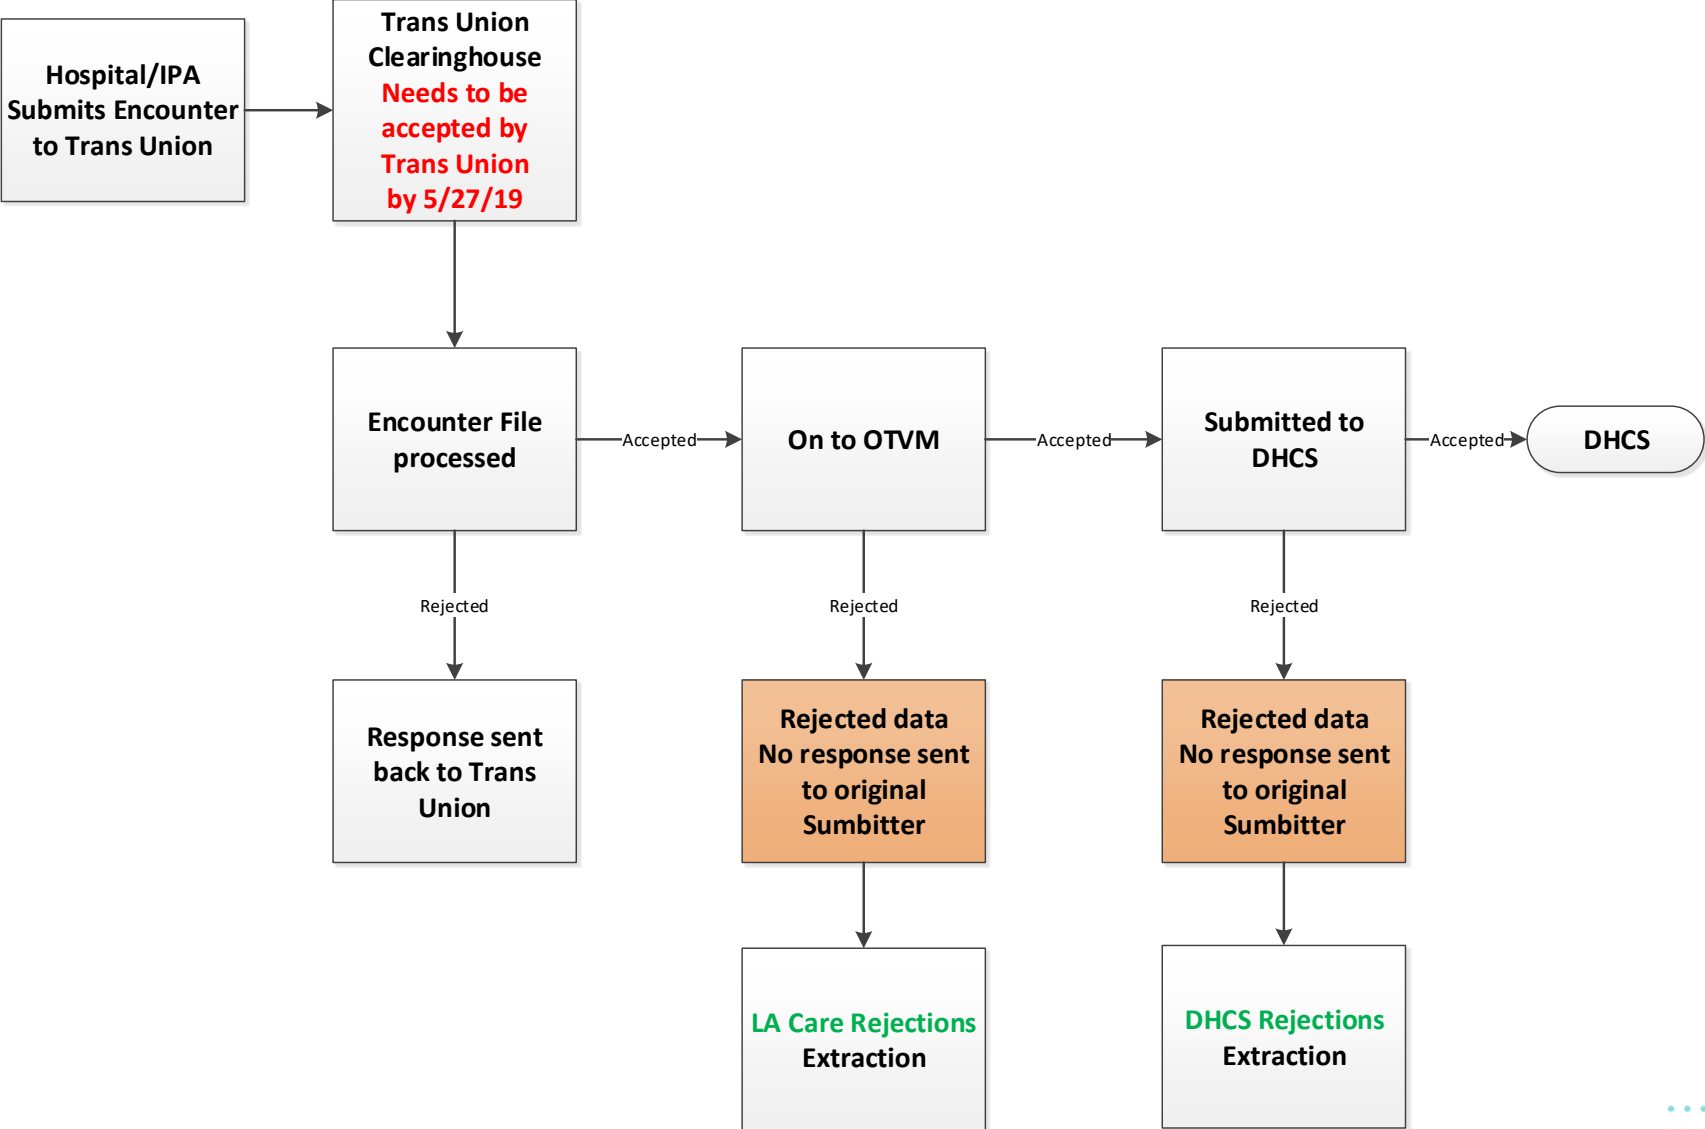 Hospital/IPA
Submits Encounter
to Trans Union
Trans Union
Clearinghouse
Needs to be
accepted by
Trans Union
by 5/27/19
Encounter File
processed
Accepted
On to OTVM
Accepted
Submitted to
DHCS
Accepted
DHCS
Rejected
Rejected
Rejected
Response sent
back to Trans
Union
Rejected data
No response sent
to original
Sumbitter
Rejected data
No response sent
to original
Sumbitter
LA Care Rejections
Extraction
DHCS Rejections
Extraction